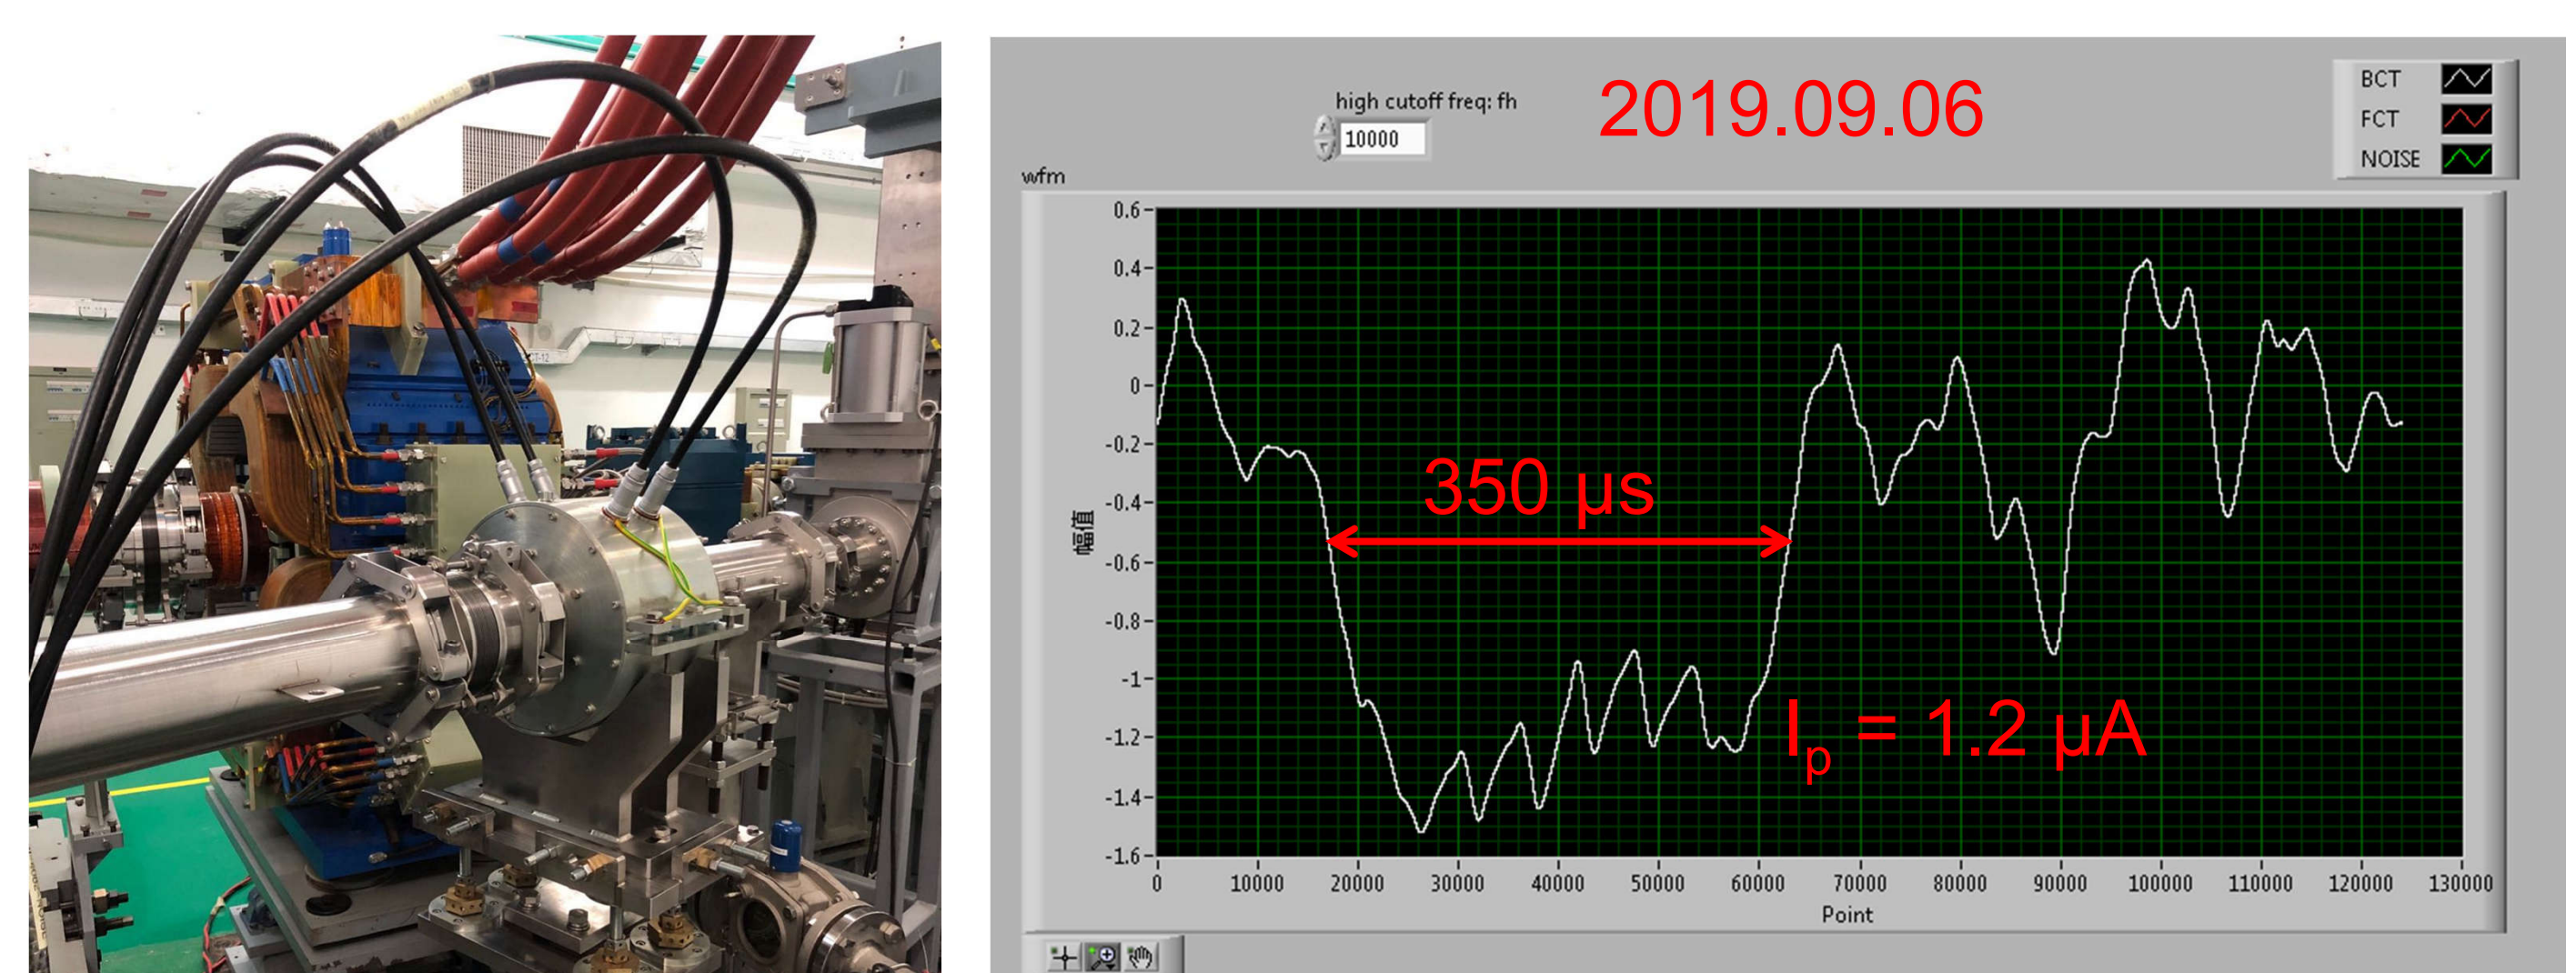 CT-12
2019.09.06
high cutoff freq: fh
10000
BCT
FCT
NOISE
wfm
0.6
0.4
0.2
0
-0.2
-0.4
-0.6
-0.8
-1
-1.2
-1.4
-1.6
幅值
350 μs
Ip = 1.2 μA
0 10000 20000 30000 40000 50000 60000 70000 80000 90000 100000 110000 120000 130000
Point